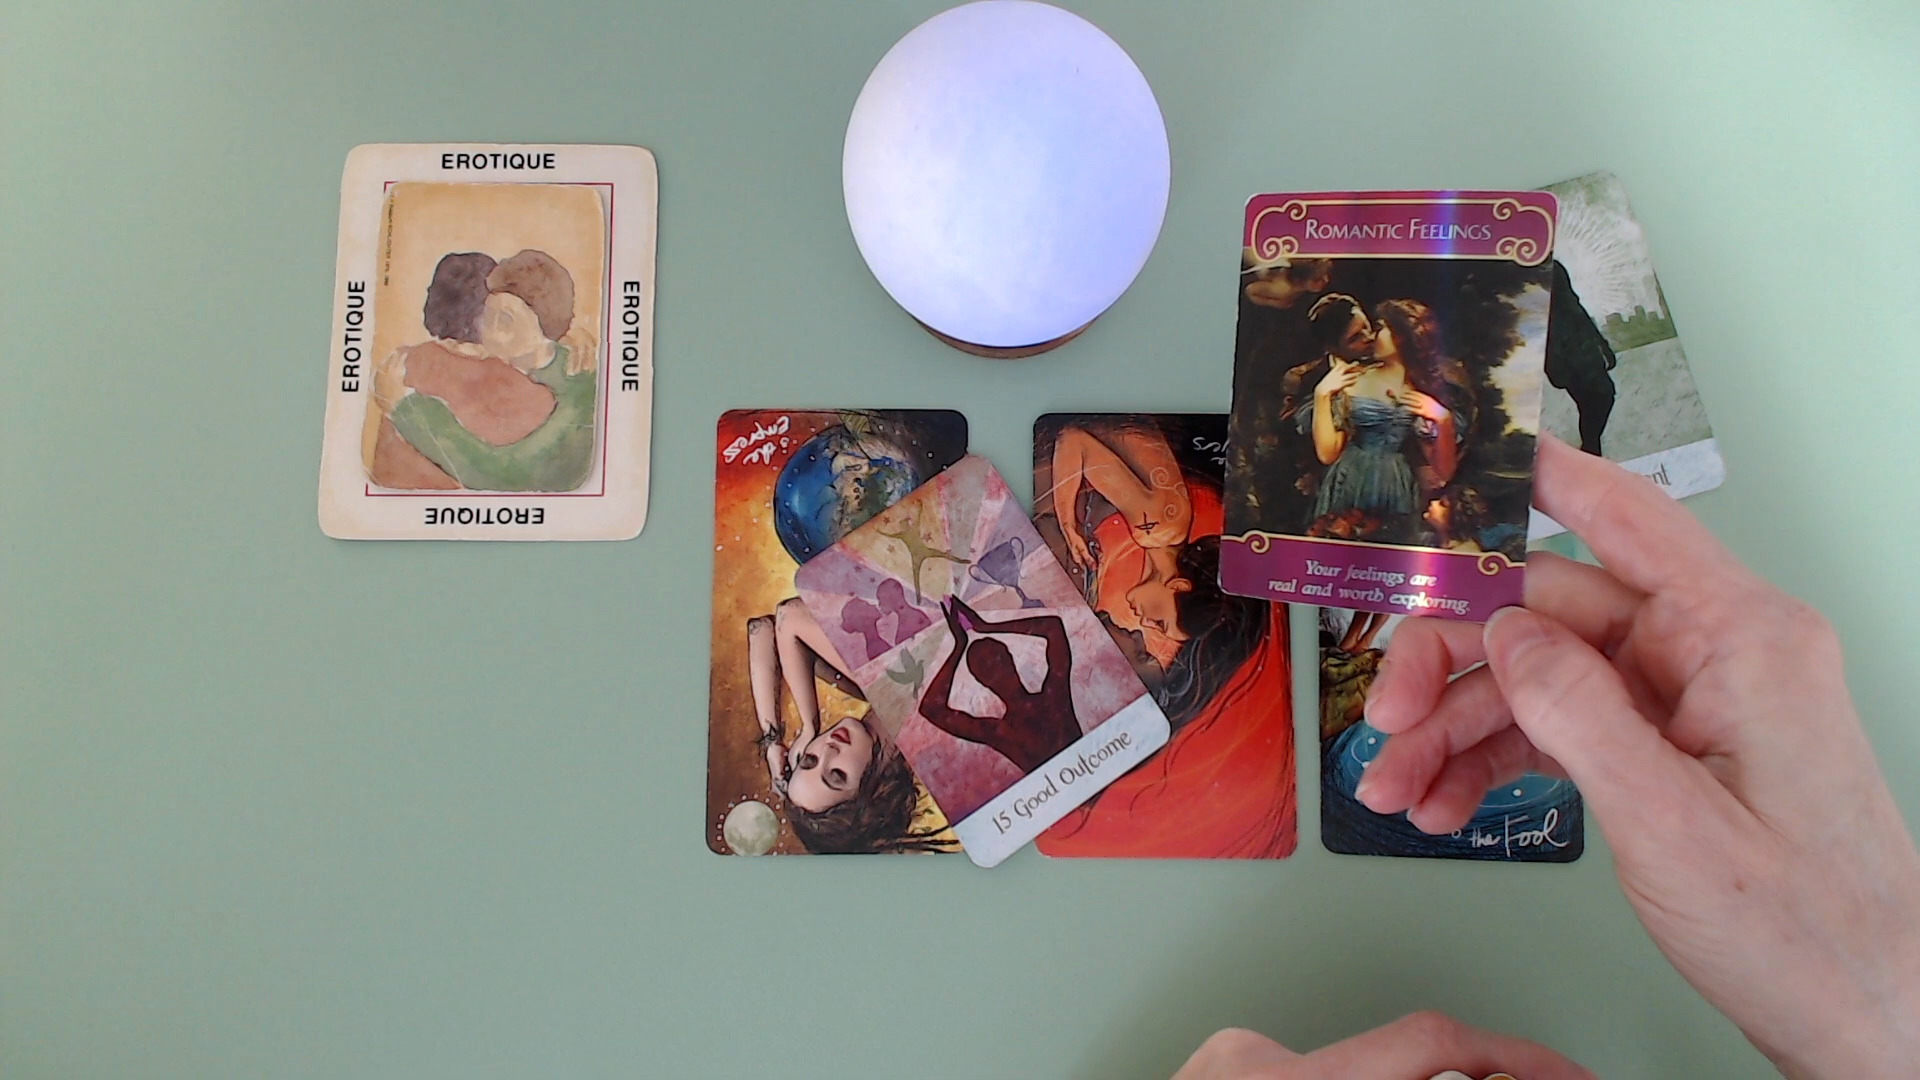 EROTIQUE
EROTIQUE
EROTIQUE
EROTIQUE
ROMANTIC FEELINGS
Your feelings are
real and worth exploring.
3 the
Empress
15 Good Outcome
the Fool